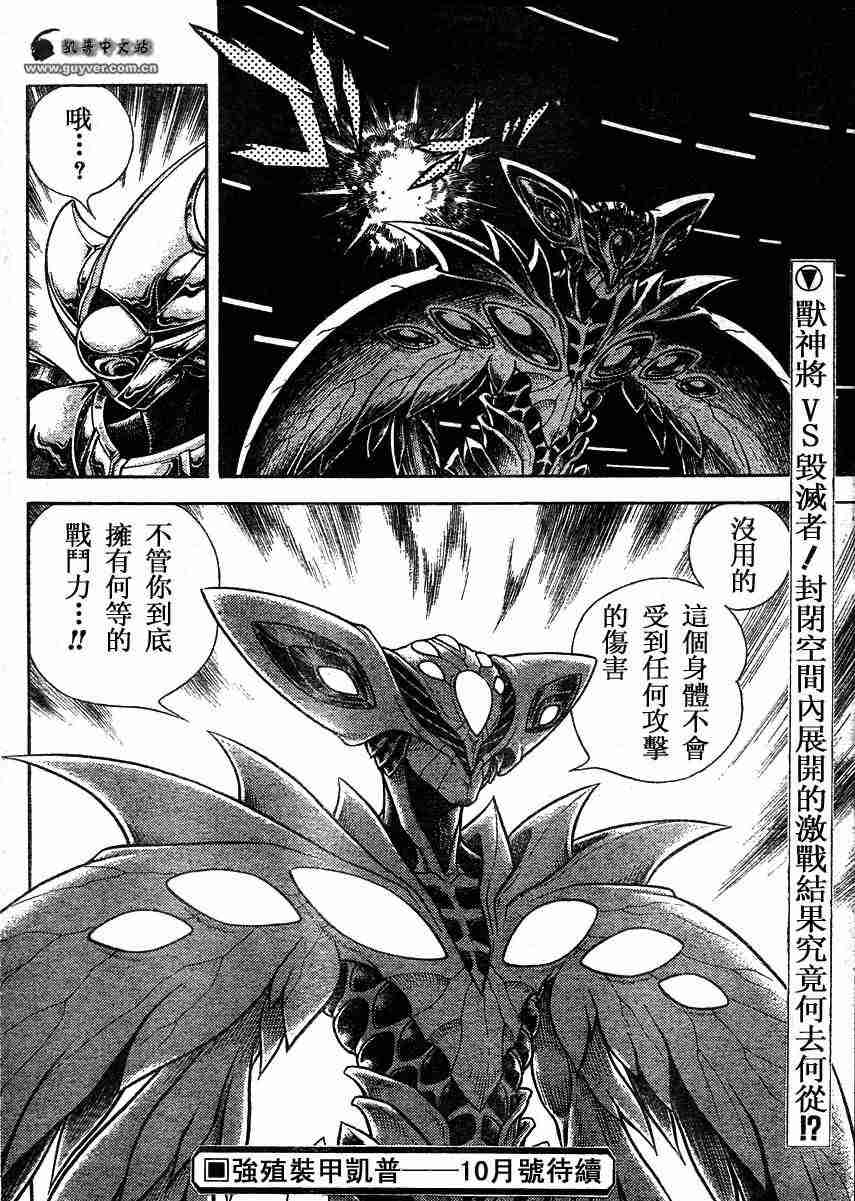 凱哥中文站
www.guyver.com.cn
哦…?
沒用的
這個身體不會
受到任何攻擊
的傷害
不管你到底
擁有何等的
戰鬥力…!!
▼獸神將VS毀滅者!封閉空間內展開的激戰結果究竟何去何從!?
■強殖裝甲凱普——10月號待續